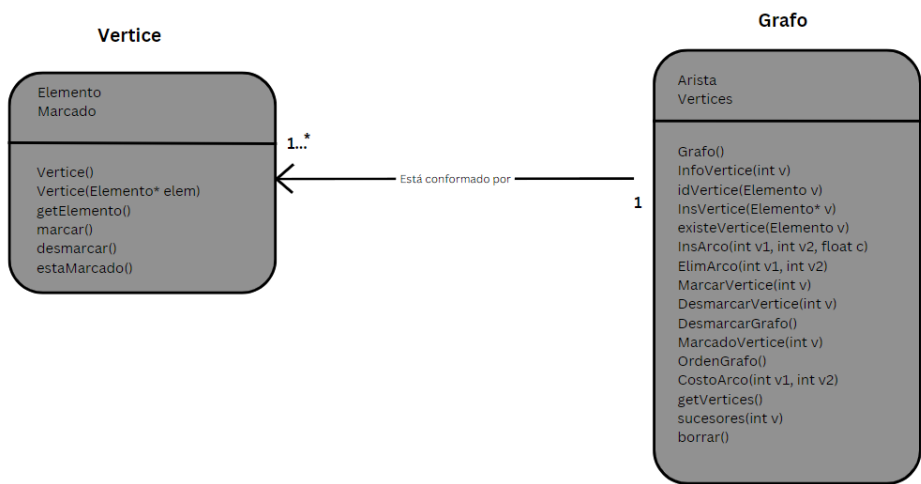 Vertice
Elemento
Marcado
Vertice()
Vertice(Elemento* elem)
getElemento()
marcar()
desmarcar()
estaMarcado()
1...*
Está conformado por
1
Grafo
Arista
Vertices
Grafo()
InfoVertice(int v)
idVertice(Elemento v)
InsVertice(Elemento* v)
existeVertice(Elemento v)
InsArco(int v1, int v2, float c)
ElimArco(int v1, int v2)
MarcarVertice(int v)
DesmarcarVertice(int v)
DesmarcarGrafo()
MarcadoVertice(int v)
OrdenGrafo()
CostoArco(int v1, int v2)
getVertices()
sucesores(int v)
borrar()